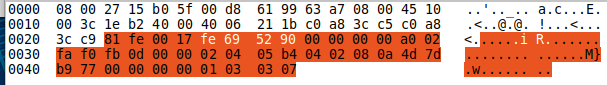 0000 08 00 27 15 b0 5f 00 d8 61 99 63 a7 08 00 45 10 ..'.._.. a.c...E.
0010 00 3c 1e b2 40 00 40 06 21 1b c0 a8 3c c5 c0 a8 .<..@.@. !...<...
0020 3c c9 81 fe 00 17 fe 69 52 90 00 00 00 00 a0 02 <......i R.......
0030 fa f0 fb 0d 00 00 02 04 05 b4 04 02 08 0a 4d 7d ........ ......M}
0040 b9 77 00 00 00 00 01 03 03 07 .w...... ..